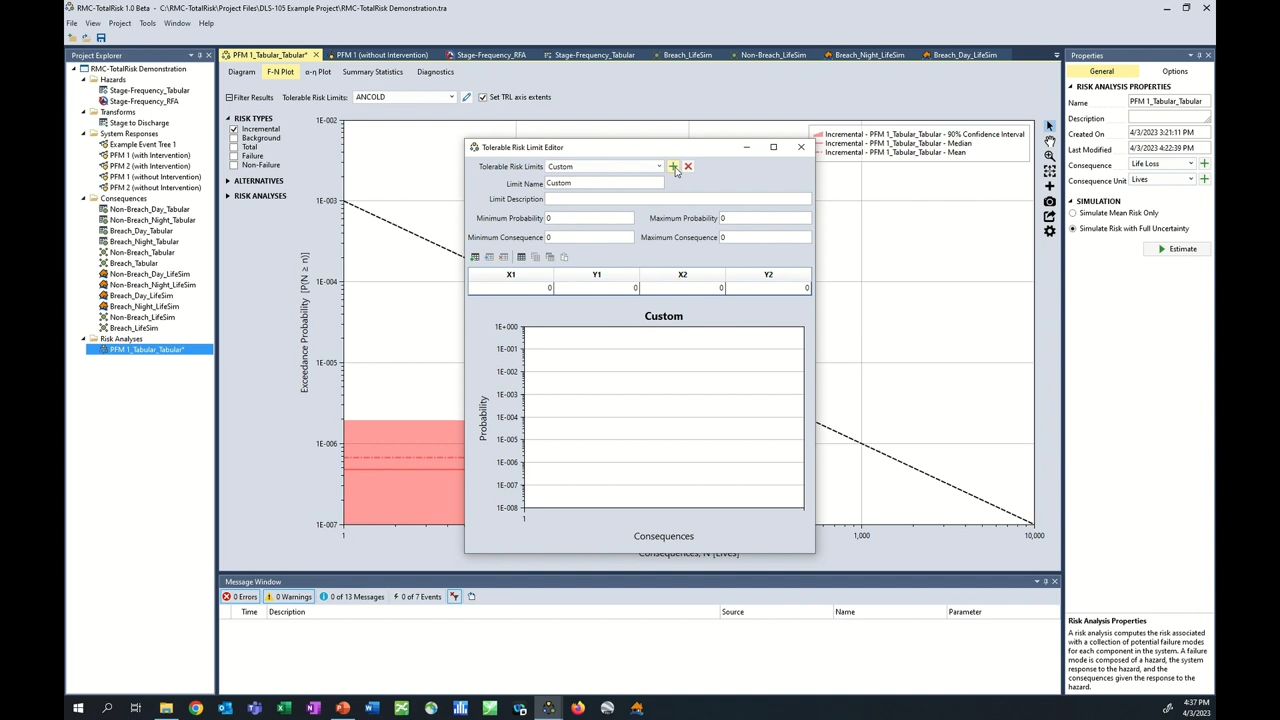 RMC-TotalRisk 1.0 Beta - C:\RMC-TotalRisk\Project Files\DLS-105 Example Project\RMC-TotalRisk Demonstration.tra
File View Project Tools Window Help
Project Explorer
RMC-TotalRisk Demonstration
Hazards
Stage-Frequency_Tabular
Stage-Frequency_RFA
Transforms
Stage to Discharge
System Responses
Example Event Tree 1
PFM 1 (with Intervention)
PFM 2 (with Intervention)
PFM 1 (without Intervention)
PFM 2 (without Intervention)
Consequences
Non-Breach_Day_Tabular
Non-Breach_Night_Tabular
Breach_Day_Tabular
Breach_Night_Tabular
Non-Breach_Tabular
Breach_Tabular
Non-Breach_Day_LifeSim
Non-Breach_Night_LifeSim
Breach_Day_LifeSim
Breach_Night_LifeSim
Non-Breach_LifeSim
Breach_LifeSim
Risk Analyses
PFM 1_Tabular_Tabular*
PFM 1_Tabular_Tabular* PFM 1 (without Intervention) Stage-Frequency_RFA Stage-Frequency_Tabular Breach_LifeSim Non-Breach_LifeSim Breach_Night_LifeSim Breach_Day_LifeSim
Diagram F-N Plot α-η Plot Summary Statistics Diagnostics
Filter Results Tolerable Risk Limits: ANCOLD Set TRL axis extents
RISK TYPES
Incremental
Background
Total
Failure
Non-Failure
ALTERNATIVES
RISK ANALYSES
Exceedance Probability [P(N ≥ n)]
1E-002
1E-003
1E-004
1E-005
1E-006
1E-007
1 1,000 10,000
Consequences, N [Lives]
Incremental - PFM 1_Tabular_Tabular - 90% Confidence Interval
Incremental - PFM 1_Tabular_Tabular - Median
Incremental - PFM 1_Tabular_Tabular - Mean
Tolerable Risk Limit Editor
Tolerable Risk Limits Custom
Limit Name Custom
Limit Description
Minimum Probability 0 Maximum Probability 0
Minimum Consequence 0 Maximum Consequence 0
X1 Y1 X2 Y2
0 0 0 0
Custom
Probability
1E+000
1E-001
1E-002
1E-003
1E-004
1E-005
1E-006
1E-007
1E-008
1
Consequences
Message Window
0 Errors 0 Warnings 0 of 13 Messages 0 of 7 Events
Time Description Source Name Parameter
Properties
General Options
RISK ANALYSIS PROPERTIES
Name PFM 1_Tabular_Tabular
Description
Created On 4/3/2023 3:21:11 PM
Last Modified 4/3/2023 4:22:39 PM
Consequence Life Loss
Consequence Unit Lives
SIMULATION
Simulate Mean Risk Only
Simulate Risk with Full Uncertainty
Estimate
Risk Analysis Properties
A risk analysis computes the risk associated
with a collection of potential failure modes
for each component in the system. A failure
mode is composed of a hazard, the system
response to the hazard, and the
consequences given the response to the
hazard.
4:37 PM
4/3/2023